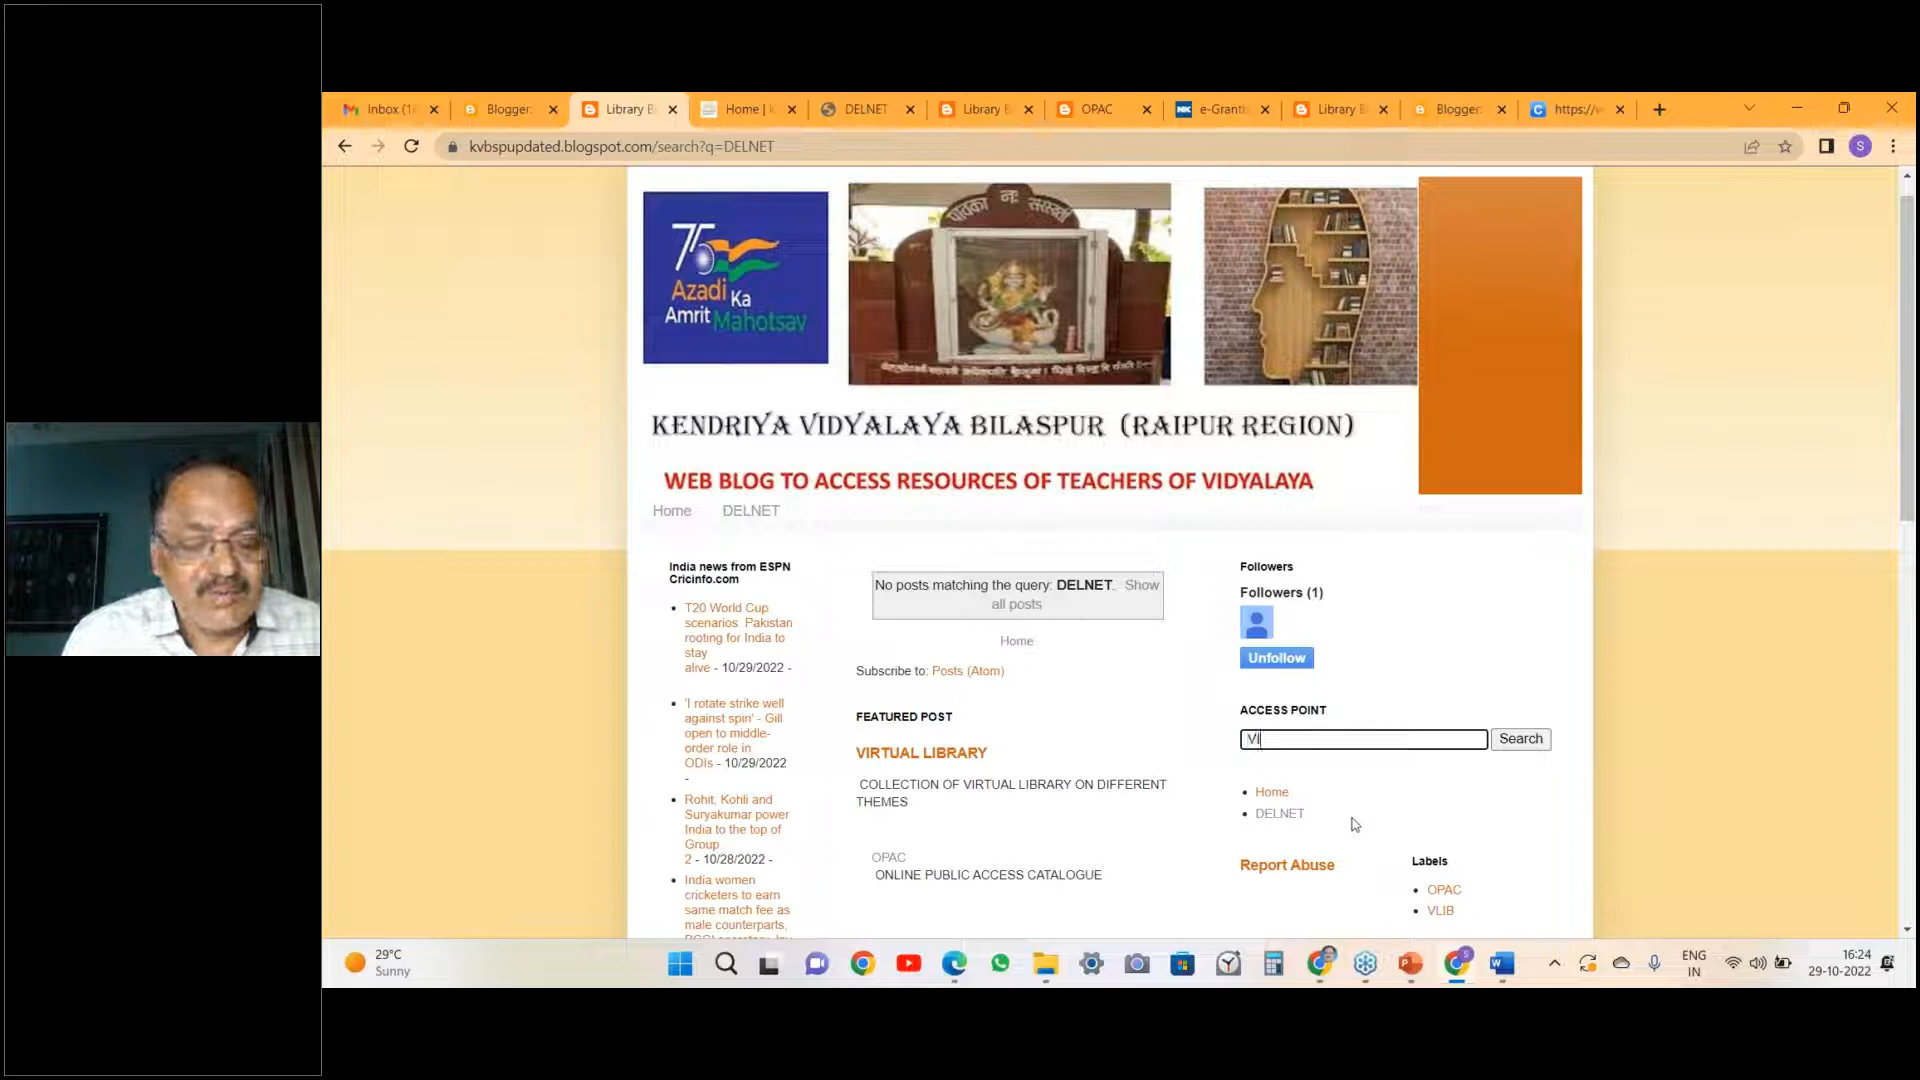 Inbox (1
Blogger:
Library B
Home | k
DELNET
Library B
OPAC
e-Grant
Library B
Blogger:
https://w
kvbspupdated.blogspot.com/search?q=DELNET
S
75
Azadi Ka
Amrit Mahotsav
पावका नः सरस्वती
KENDRIYA VIDYALAYA BILASPUR (RAIPUR REGION)
WEB BLOG TO ACCESS RESOURCES OF TEACHERS OF VIDYALAYA
Home DELNET
India news from ESPN
Cricinfo.com
T20 World Cup
scenarios: Pakistan
rooting for India to
stay
alive - 10/29/2022 -
'I rotate strike well
against spin' - Gill
open to middle-
order role in
ODIs - 10/29/2022
-
Rohit, Kohli and
Suryakumar power
India to the top of
Group
2 - 10/28/2022 -
India women
cricketers to earn
same match fee as
male counterparts,
No posts matching the query: DELNET. Show
all posts
Home
Subscribe to: Posts (Atom)
FEATURED POST
VIRTUAL LIBRARY
COLLECTION OF VIRTUAL LIBRARY ON DIFFERENT
THEMES
OPAC
ONLINE PUBLIC ACCESS CATALOGUE
Followers
Followers (1)
Unfollow
ACCESS POINT
VI
Search
Home
DELNET
Report Abuse
Labels
OPAC
VLIB
29°C
Sunny
ENG
IN
16:24
29-10-2022